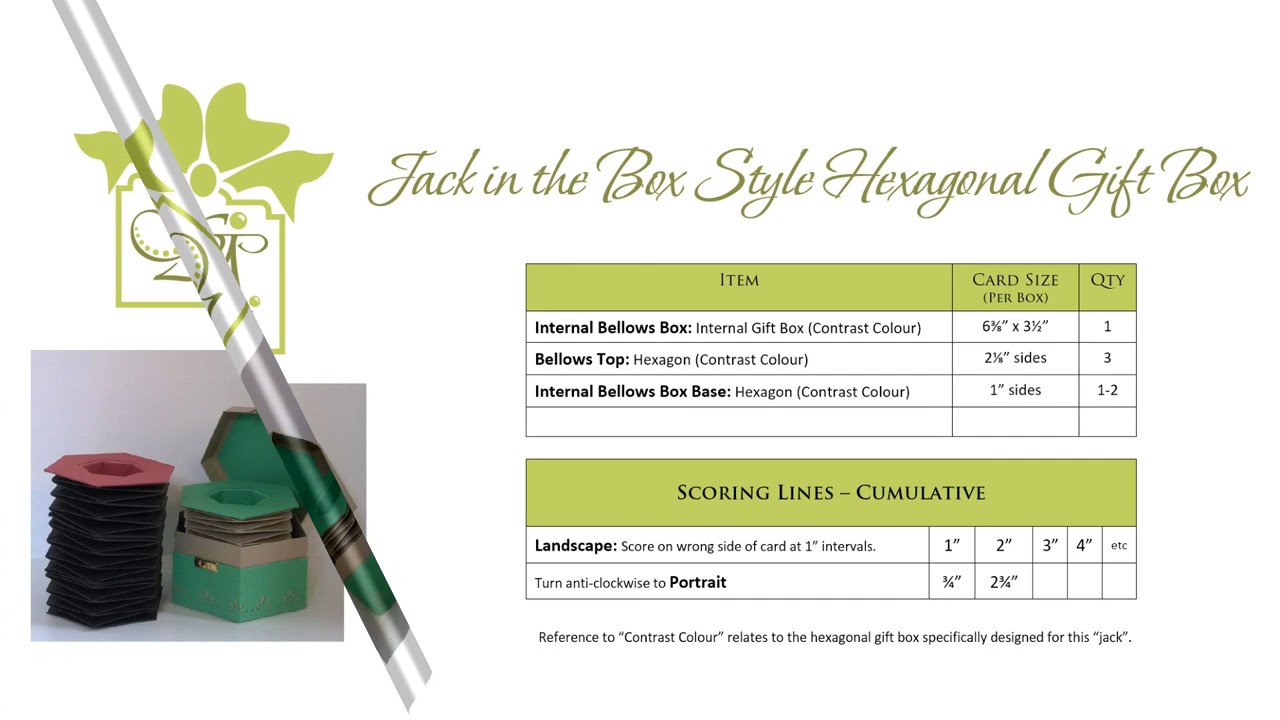 Jack in the Box Style Hexagonal Gift Box
Item Card Size (Per Box) Qty
Internal Bellows Box: Internal Gift Box (Contrast Colour) 6⅜” x 3½” 1
Bellows Top: Hexagon (Contrast Colour) 2⅛” sides 3
Internal Bellows Box Base: Hexagon (Contrast Colour) 1” sides 1-2
Scoring Lines – Cumulative
Landscape: Score on wrong side of card at 1” intervals. 1” 2” 3” 4” etc
Turn anti-clockwise to Portrait ¾” 2¾”
Reference to “Contrast Colour” relates to the hexagonal gift box specifically designed for this “jack”.